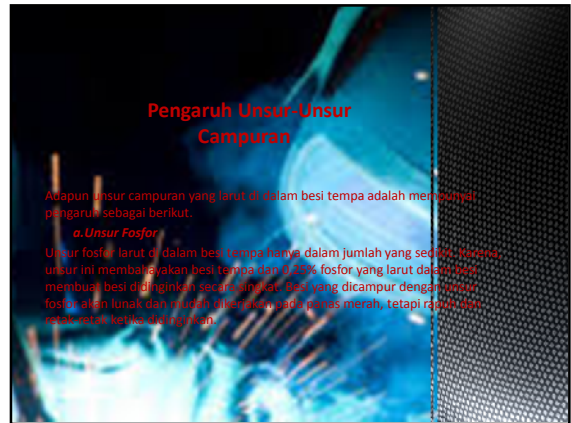 Pengaruh Unsur-Unsur
Campuran
Adapun unsur campuran yang larut di dalam besi tempa adalah mempunyai
pengaruh sebagai berikut.
a.Unsur Fosfor
Unsur fosfor larut di dalam besi tempa hanya dalam jumlah yang sedikit. Karena,
unsur ini membahayakan besi tempa dan 0,25% fosfor yang larut dalam besi
membuat besi didinginkan secara singkat. Besi yang dicampur dengan unsur
fosfor akan lunak dan mudah dikerjakan pada panas merah, tetapi rapuh dan
retak-retak ketika didinginkan.